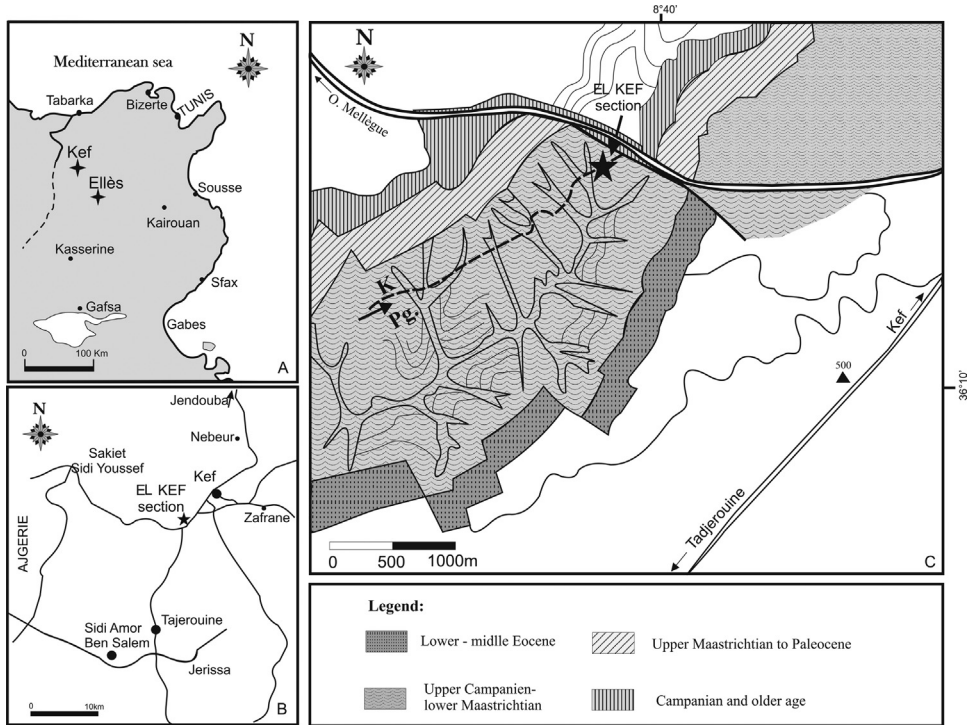 N
Mediterranean sea
Bizerte
Tabarka
TUNIS
Kef
Ellès
Sousse
Kairouan
Kasserine
Sfax
Gafsa
Gabes
0 100 Km
A
N
Jendouba
Nebeur
Sakiet
Sidi Youssef
Kef
EL KEF
section
Zafrane
AJGERIE
Tajerouine
Sidi Amor
Ben Salem
Jerissa
0 10km
B
8°40'
N
EL KEF
section
O. Mellègue
K
Pg.
Kef
500
36°10'
Tadjerouine
0 500 1000m
C
Legend:
Lower - midlle Eocene
Upper Maastrichtian to Paleocene
Upper Campanien-
lower Maastrichtian
Campanian and older age